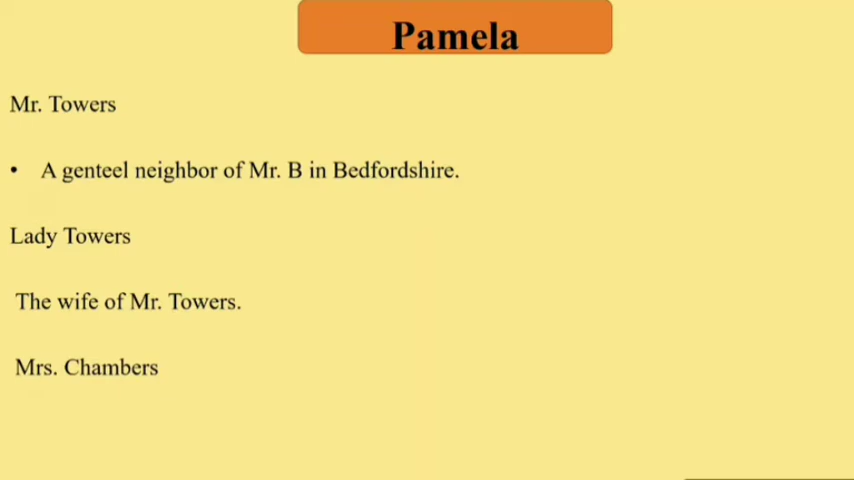 Pamela
Mr. Towers
• A genteel neighbor of Mr. B in Bedfordshire.
Lady Towers
The wife of Mr. Towers.
Mrs. Chambers